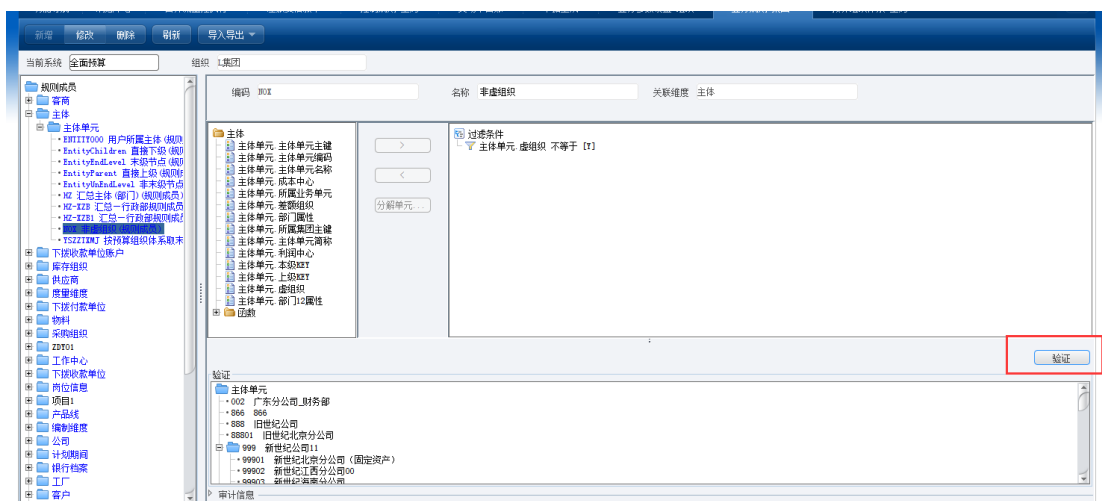 新增 修改 删除 刷新 导入导出
当前系统 全面预算 组织 L集团
规则成员
客商
主体
主体单元
ENTITY000 用户所属主体(规则
EntityChildren 直接下级(规则
EntityEndLevel 末级节点(规则
EntityParent 直接上级(规则
EntityUnEndLevel 非末级节点
HZ 汇总主体(部门)(规则成员)
HZ-XZB 汇总—行政部规则成员
HZ-XZB1 汇总—行政部规则成员
NOX 非虚组织(规则成员)
YSZZTXMJ 按预算组织体系取末
下拨收款单位账户
库存组织
供应商
度量维度
下拨付款单位
物料
采购组织
ZDY01
工作中心
下拨收款单位
岗位信息
项目1
产品线
编制维度
公司
计划期间
银行档案
工厂
客户
编码 NOX 名称 非虚组织 关联维度 主体
主体
主体单元.主体单元主键
主体单元.主体单元编码
主体单元.主体单元名称
主体单元.成本中心
主体单元.所属业务单元
主体单元.差额组织
主体单元.部门属性
主体单元.所属集团主键
主体单元.主体单元简称
主体单元.利润中心
主体单元.本级KEY
主体单元.上级KEY
主体单元.虚组织
主体单元.部门12属性
函数
>
<
分解单元...
过滤条件
主体单元.虚组织 不等于 [Y]
验证
验证
主体单元
002 广东分公司_财务部
866 866
888 旧世纪公司
88801 旧世纪北京分公司
999 新世纪公司11
99901 新世纪北京分公司(固定资产)
99902 新世纪江西分公司00
99903 新世纪海南分公司
审计信息